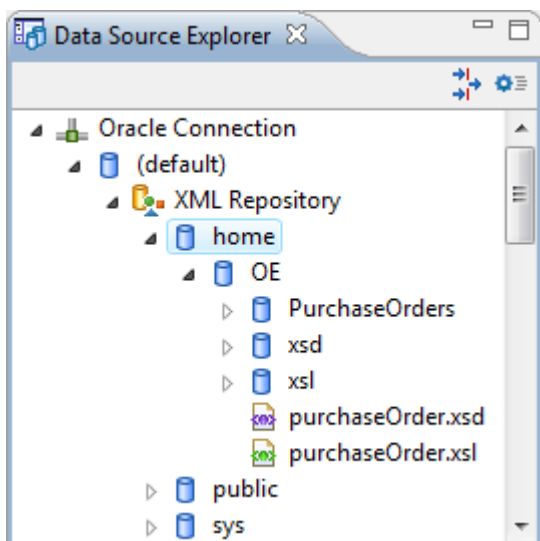 Data Source Explorer
Oracle Connection
(default)
XML Repository
home
OE
PurchaseOrders
xsd
xsl
purchaseOrder.xsd
purchaseOrder.xsl
public
sys